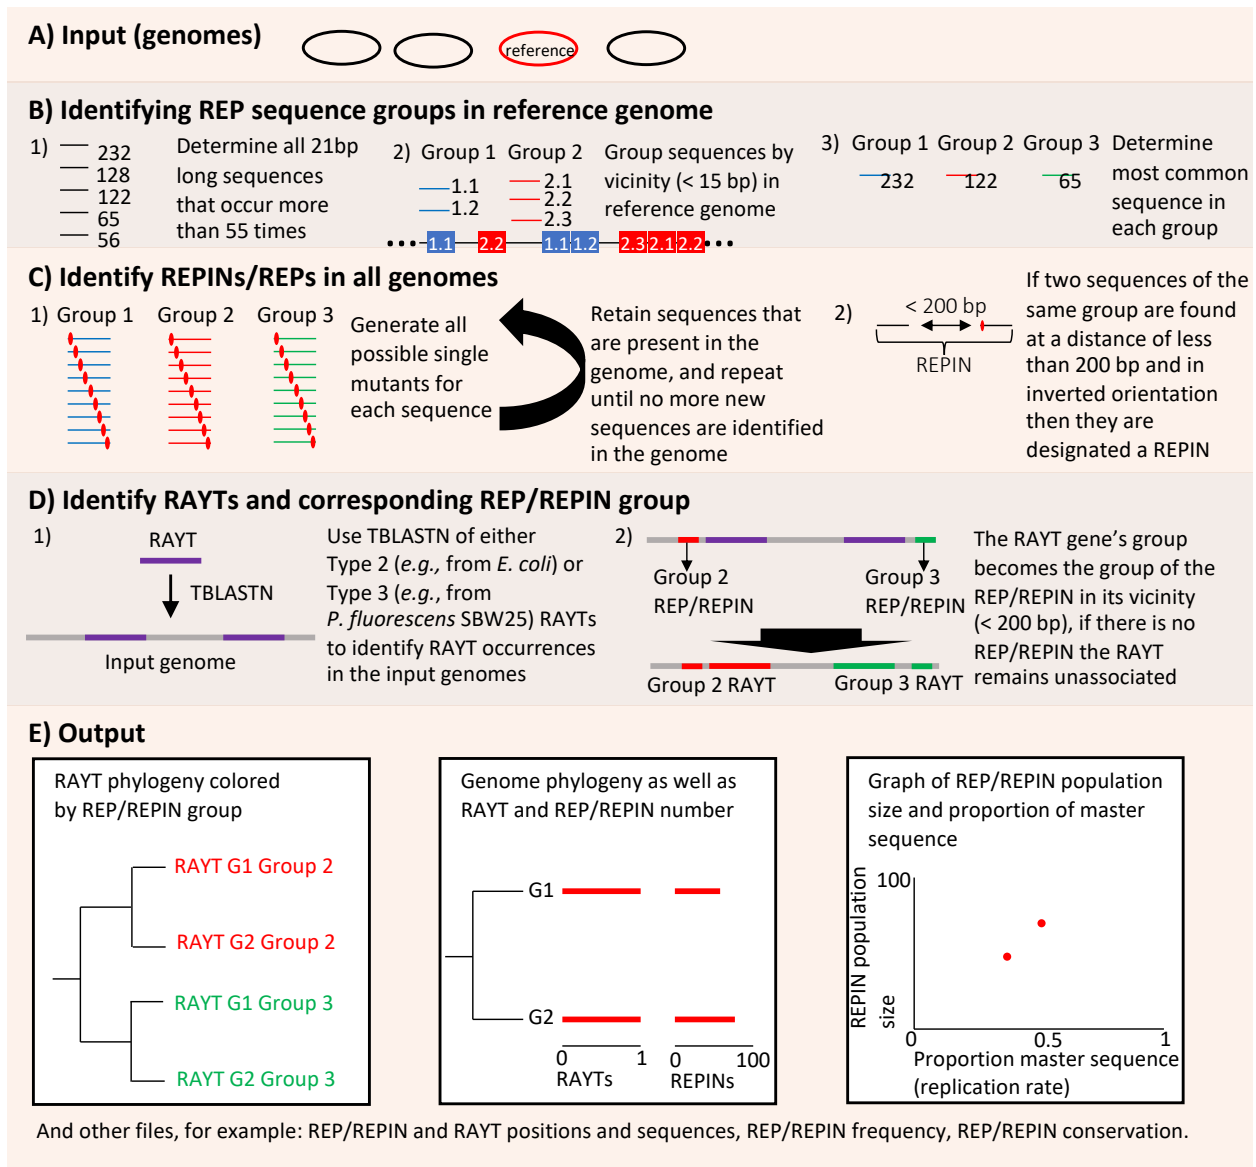 A) Input (genomes)
reference
B) Identifying REP sequence groups in reference genome
1)
232
128
122
65
56
Determine all 21bp
long sequences
that occur more
than 55 times
2) Group 1 Group 2
1.1
1.2
2.1
2.2
2.3
Group sequences by
vicinity (< 15 bp) in
reference genome
1.1 2.2 1.1 1.2 2.3 2.1 2.2
3) Group 1 Group 2 Group 3
232 122 65
Determine
most common
sequence in
each group
C) Identify REPINs/REPs in all genomes
1) Group 1 Group 2 Group 3
Generate all
possible single
mutants for
each sequence
Retain sequences that
are present in the
genome, and repeat
until no more new
sequences are identified
in the genome
2)
< 200 bp
REPIN
If two sequences of the
same group are found
at a distance of less
than 200 bp and in
inverted orientation
then they are
designated a REPIN
D) Identify RAYTs and corresponding REP/REPIN group
1)
RAYT
TBLASTN
Input genome
Use TBLASTN of either
Type 2 (e.g., from E. coli) or
Type 3 (e.g., from
P. fluorescens SBW25) RAYTs
to identify RAYT occurrences
in the input genomes
2)
Group 2
REP/REPIN
Group 3
REP/REPIN
Group 2 RAYT
Group 3 RAYT
The RAYT gene's group
becomes the group of the
REP/REPIN in its vicinity
(< 200 bp), if there is no
REP/REPIN the RAYT
remains unassociated
E) Output
RAYT phylogeny colored
by REP/REPIN group
RAYT G1 Group 2
RAYT G2 Group 2
RAYT G1 Group 3
RAYT G2 Group 3
Genome phylogeny as well as
RAYT and REP/REPIN number
G1
G2
0 1 0 100
RAYTs REPINs
Graph of REP/REPIN population
size and proportion of master
sequence
REPIN population
size
100
0 0.5 1
Proportion master sequence
(replication rate)
And other files, for example: REP/REPIN and RAYT positions and sequences, REP/REPIN frequency, REP/REPIN conservation.